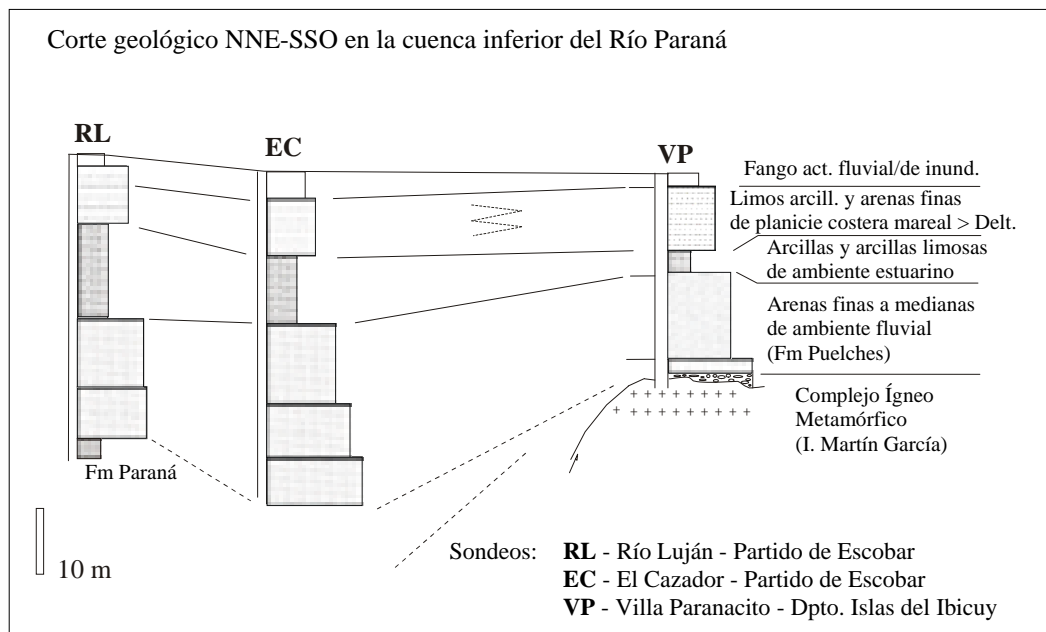 Corte geológico NNE-SSO en la cuenca inferior del Río Paraná
RL
EC
VP
Fango act. fluvial/de inund.
Limos arcill. y arenas finas
de planicie costera mareal > Delt.
Arcillas y arcillas limosas
de ambiente estuarino
Arenas finas a medianas
de ambiente fluvial
(Fm Puelches)
Complejo Ígneo
Metamórfico
(I. Martín García)
Fm Paraná
10 m
Sondeos: RL - Río Luján - Partido de Escobar
EC - El Cazador - Partido de Escobar
VP - Villa Paranacito - Dpto. Islas del Ibicuy